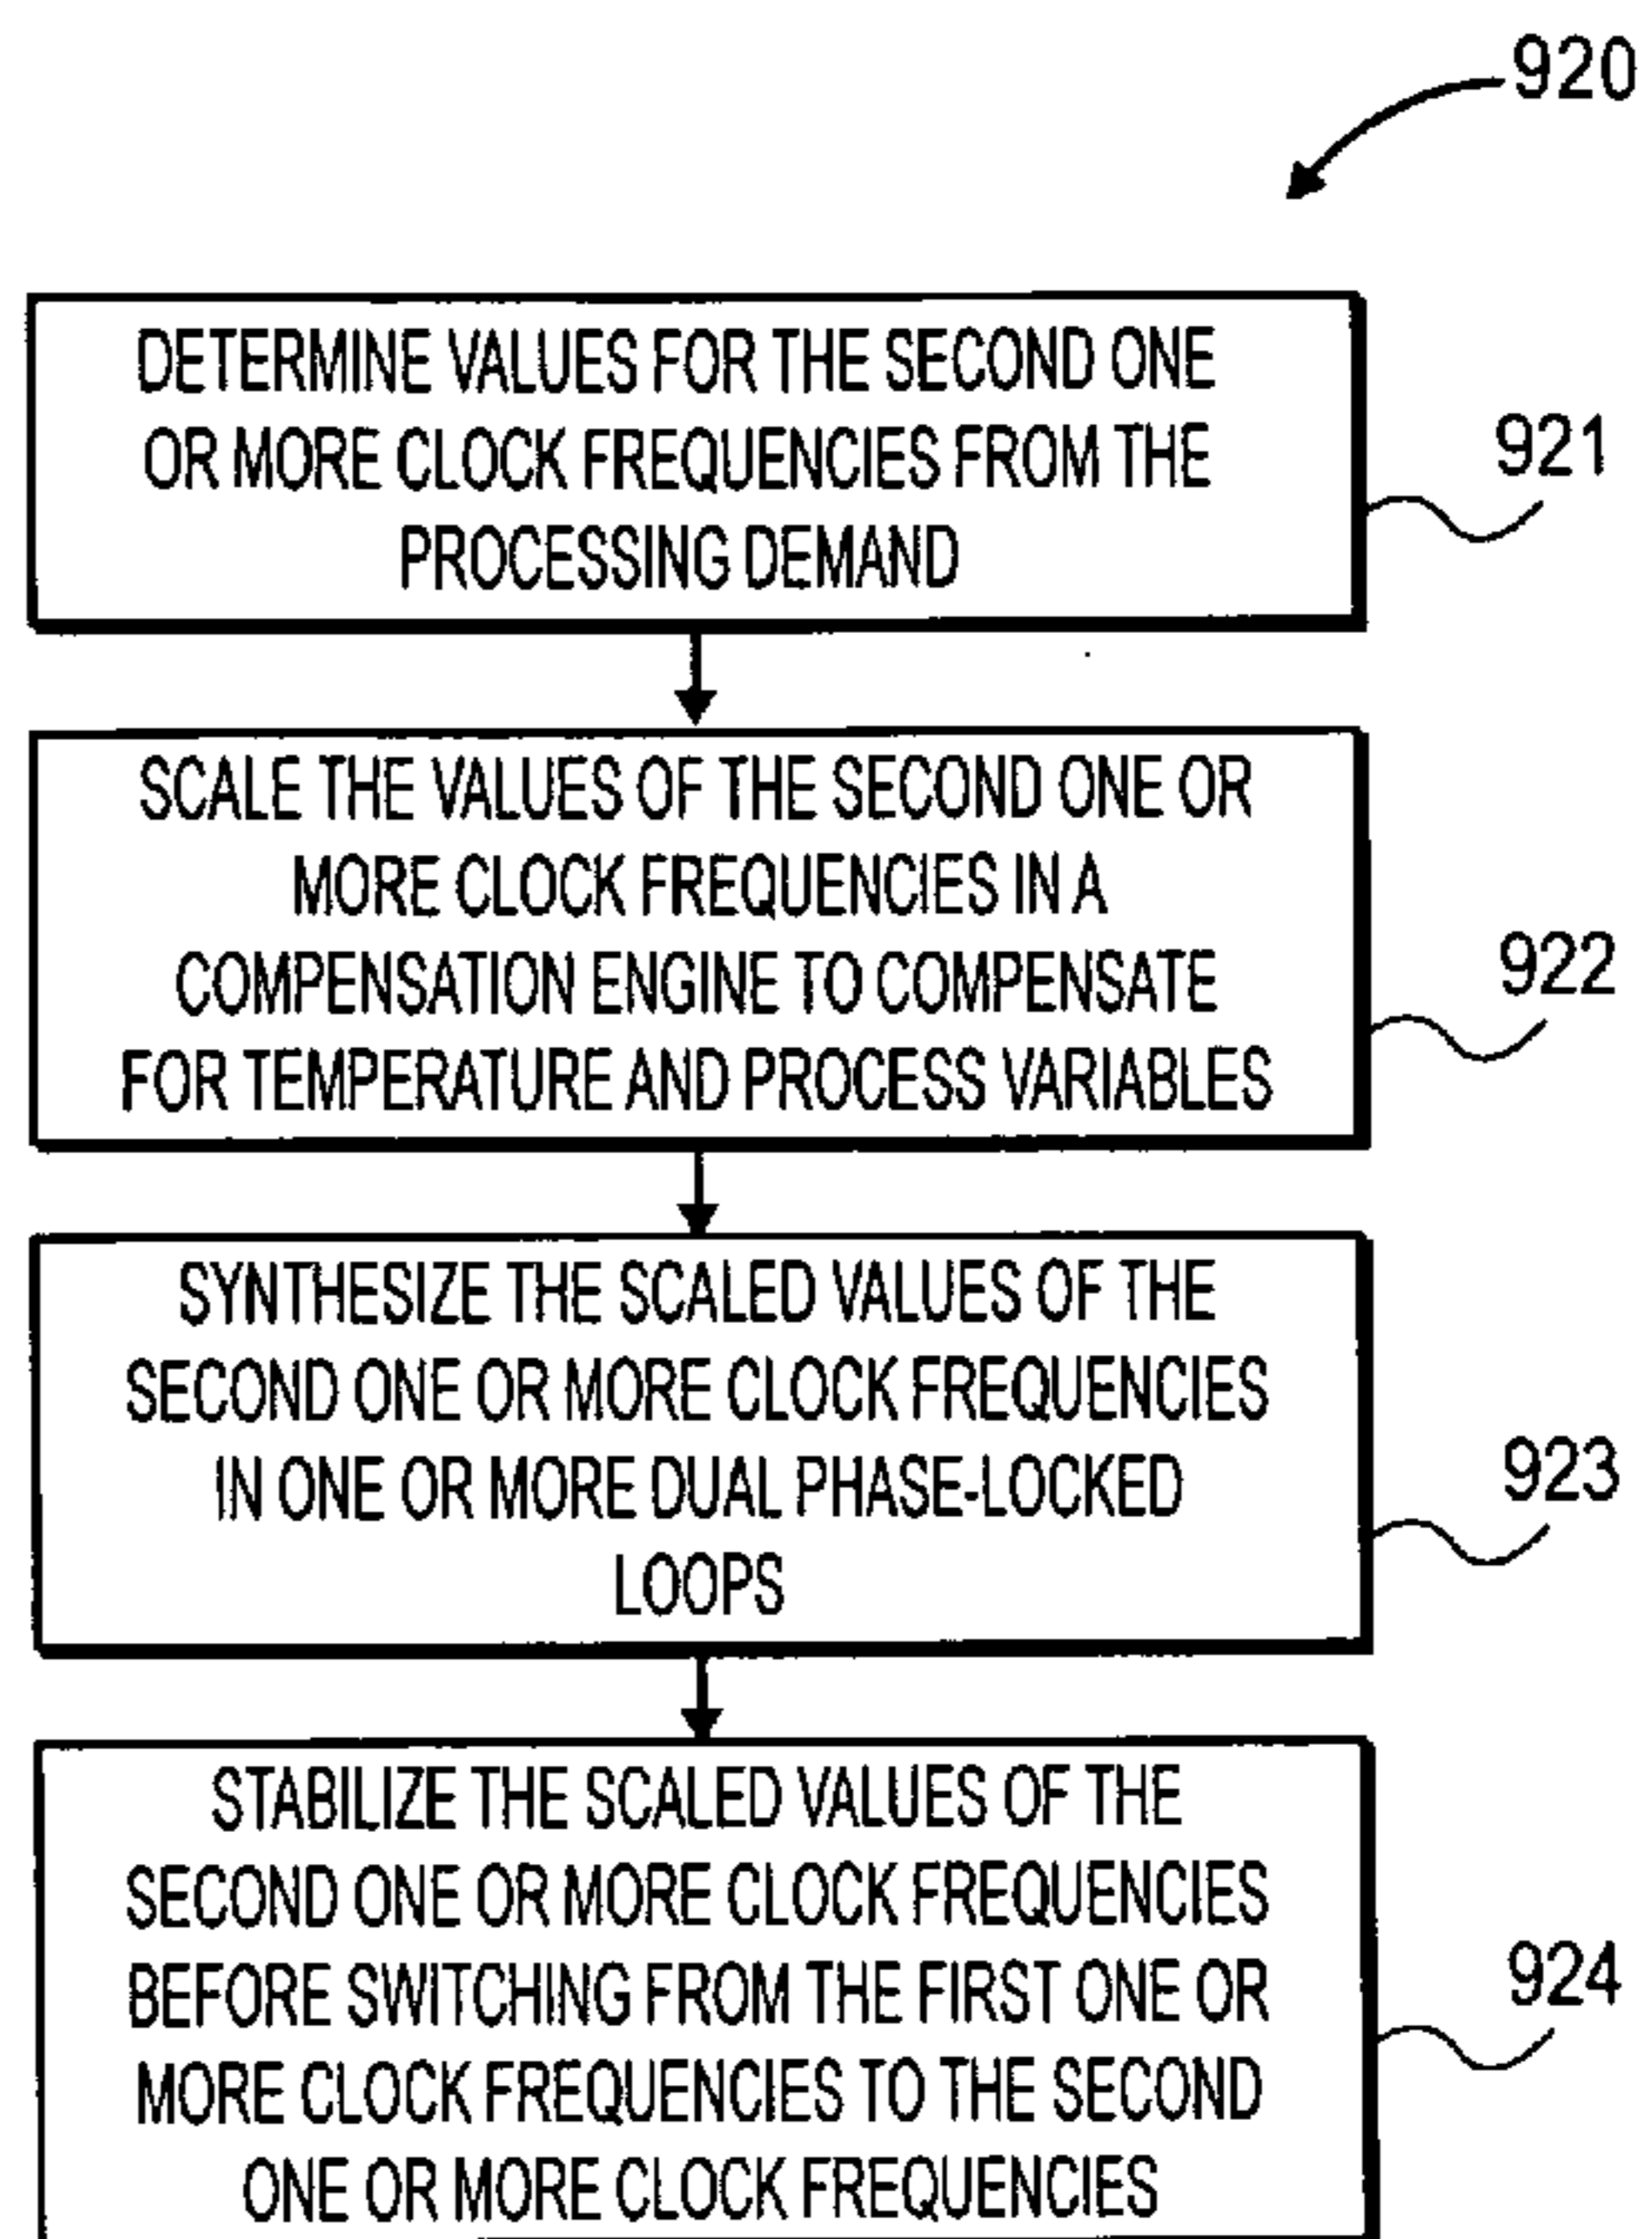 920
DETERMINE VALUES FOR THE SECOND ONE
OR MORE CLOCK FREQUENCIES FROM THE
PROCESSING DEMAND
921
SCALE THE VALUES OF THE SECOND ONE OR
MORE CLOCK FREQUENCIES IN A
COMPENSATION ENGINE TO COMPENSATE
FOR TEMPERATURE AND PROCESS VARIABLES
922
SYNTHESIZE THE SCALED VALUES OF THE
SECOND ONE OR MORE CLOCK FREQUENCIES
IN ONE OR MORE DUAL PHASE-LOCKED
LOOPS
923
STABILIZE THE SCALED VALUES OF THE
SECOND ONE OR MORE CLOCK FREQUENCIES
BEFORE SWITCHING FROM THE FIRST ONE OR
MORE CLOCK FREQUENCIES TO THE SECOND
ONE OR MORE CLOCK FREQUENCIES
924